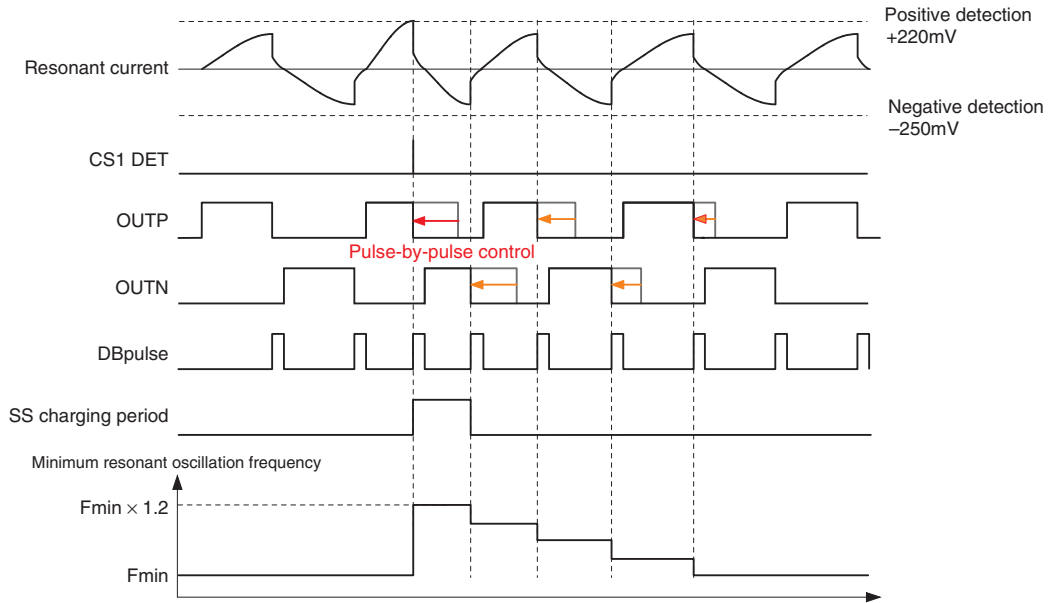 Positive detection
+220mV
Resonant current
Negative detection
–250mV
CS1 DET
OUTP
Pulse-by-pulse control
OUTN
DBpulse
SS charging period
Minimum resonant oscillation frequency
Fmin × 1.2
Fmin